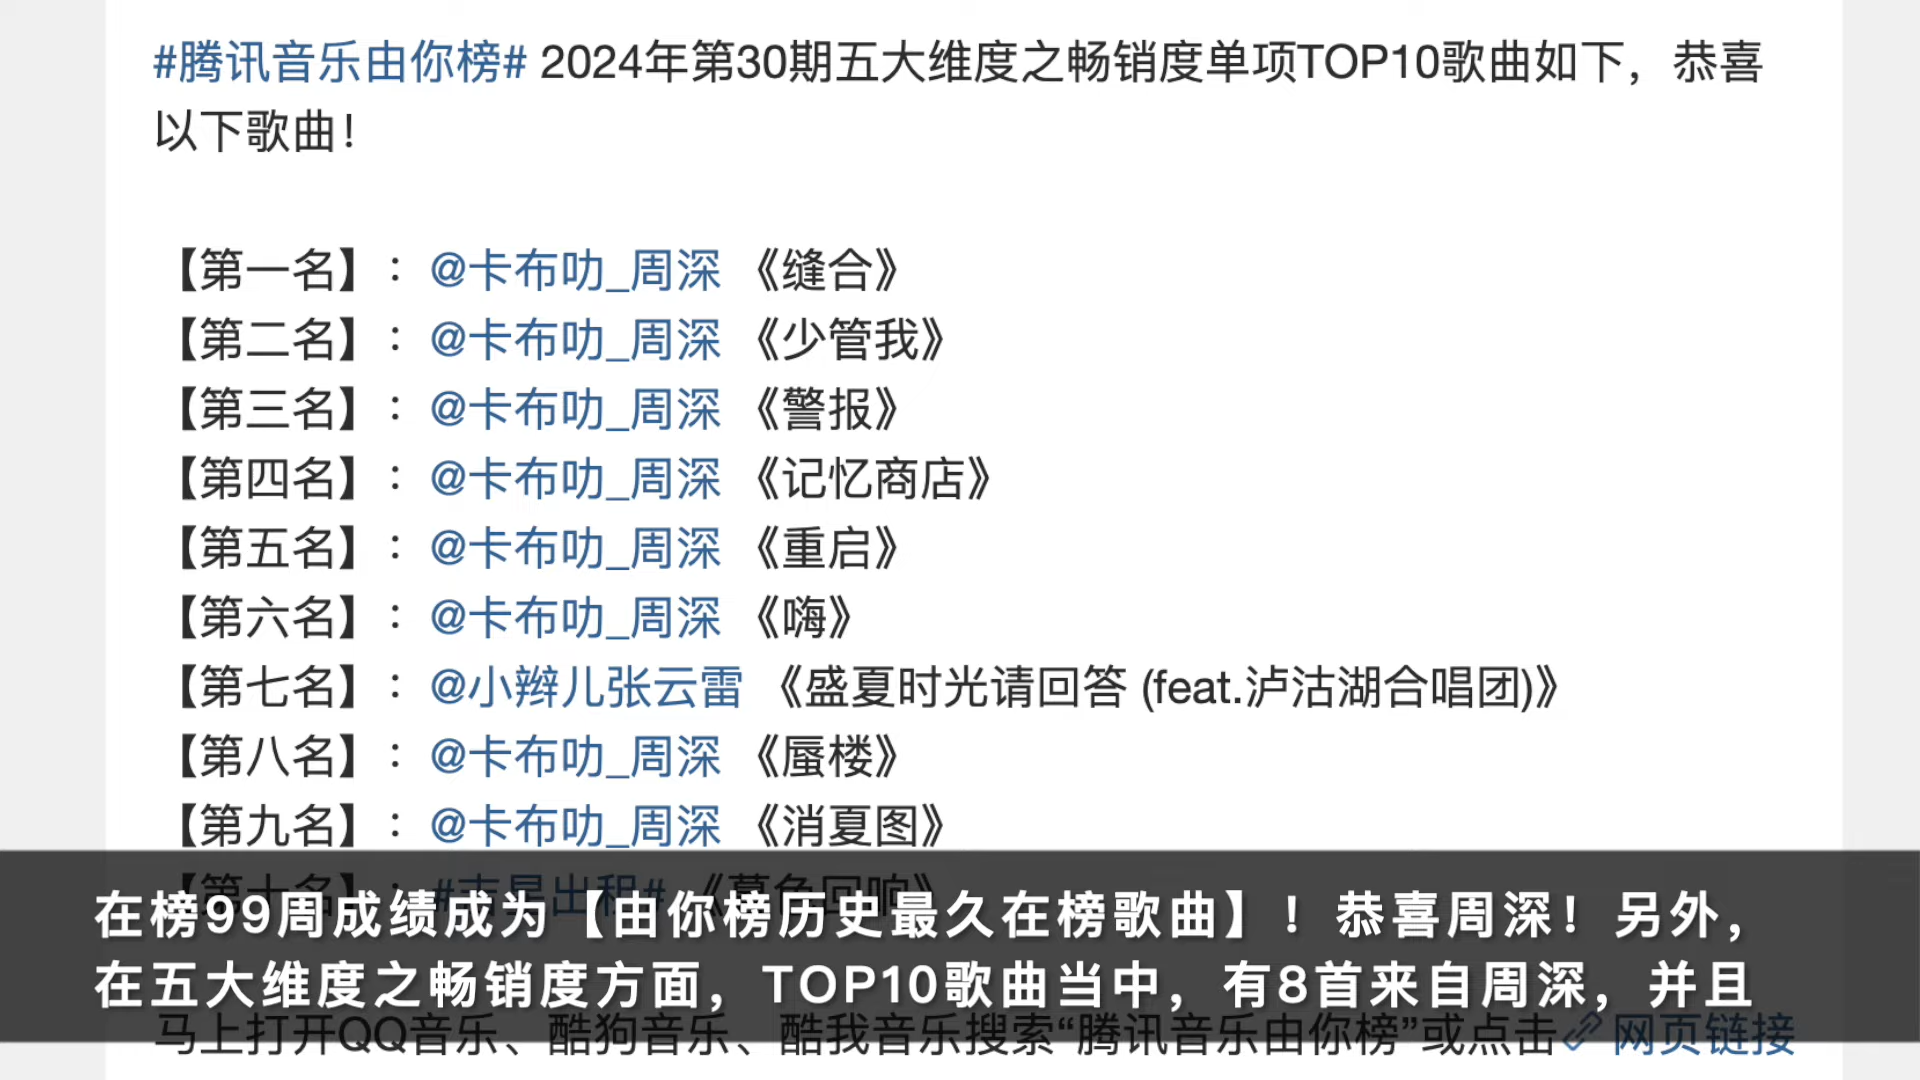 #腾讯音乐由你榜# 2024年第30期五大维度之畅销度单项TOP10歌曲如下，恭喜
以下歌曲！
【第一名】：@卡布叻_周深 《缝合》
【第二名】：@卡布叻_周深 《少管我》
【第三名】：@卡布叻_周深 《警报》
【第四名】：@卡布叻_周深 《记忆商店》
【第五名】：@卡布叻_周深 《重启》
【第六名】：@卡布叻_周深 《嗨》
【第七名】：@小辫儿张云雷 《盛夏时光请回答 (feat.泸沽湖合唱团)》
【第八名】：@卡布叻_周深 《蜃楼》
【第九名】：@卡布叻_周深 《消夏图》
【第十名】：#吉星出租# 《暮色回响》
在榜99周成绩成为【由你榜历史最久在榜歌曲】！恭喜周深！另外，
在五大维度之畅销度方面，TOP10歌曲当中，有8首来自周深，并且
马上打开QQ音乐、酷狗音乐、酷我音乐搜索“腾讯音乐由你榜”或点击 网页链接